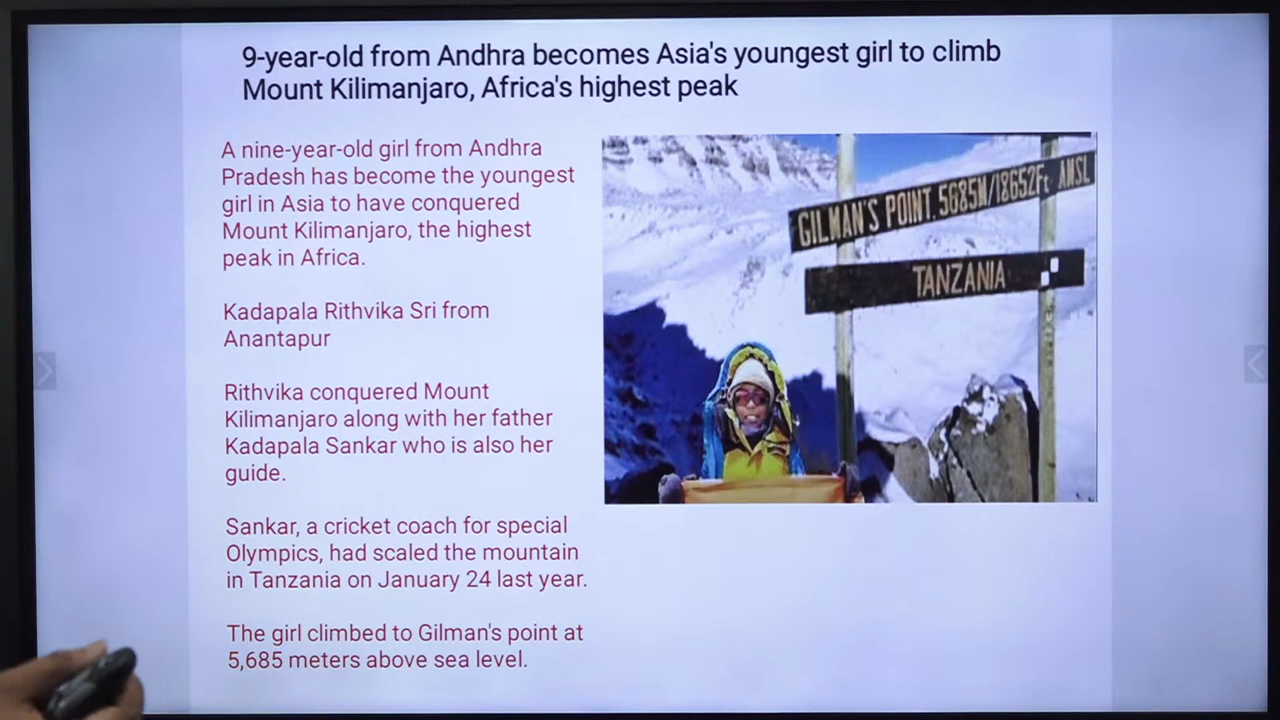 9-year-old from Andhra becomes Asia's youngest girl to climb
Mount Kilimanjaro, Africa's highest peak
A nine-year-old girl from Andhra
Pradesh has become the youngest
girl in Asia to have conquered
Mount Kilimanjaro, the highest
peak in Africa.
Kadapala Rithvika Sri from
Anantapur
Rithvika conquered Mount
Kilimanjaro along with her father
Kadapala Sankar who is also her
guide.
Sankar, a cricket coach for special
Olympics, had scaled the mountain
in Tanzania on January 24 last year.
The girl climbed to Gilman's point at
5,685 meters above sea level.
GILMAN'S POINT. 5685M/18652Ft AMSL
TANZANIA